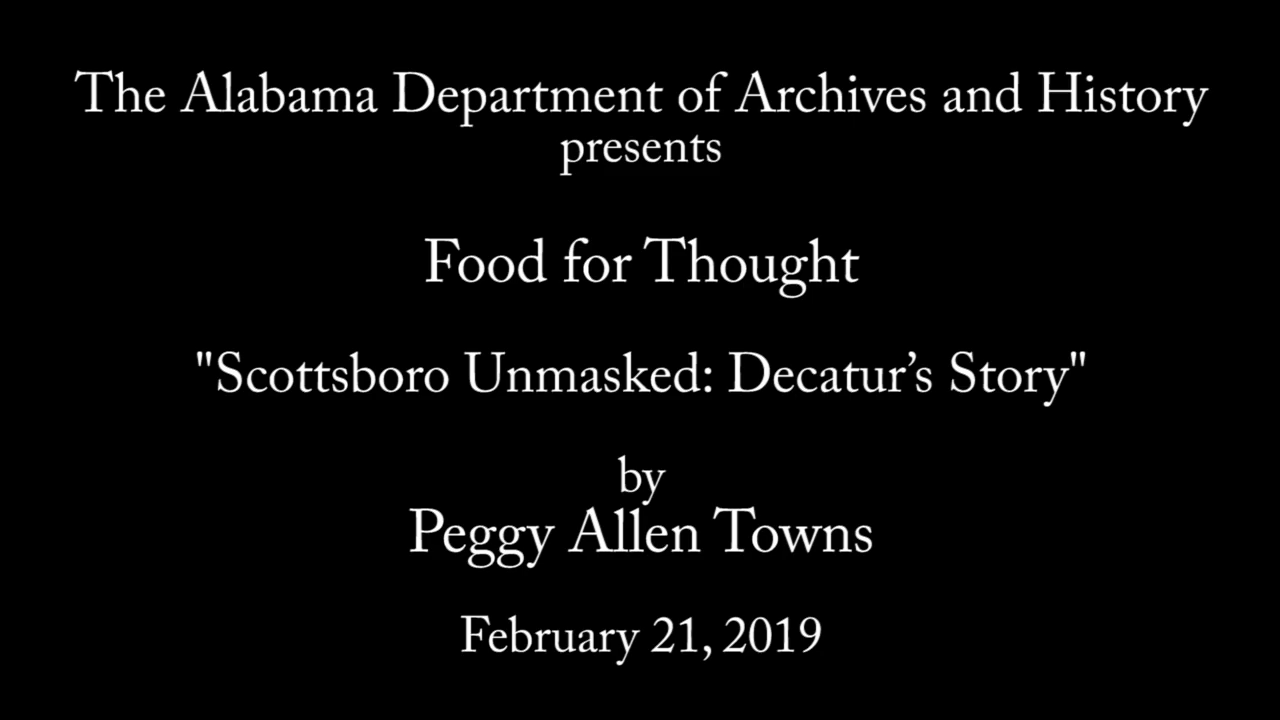 The Alabama Department of Archives and History
presents
Food for Thought
"Scottsboro Unmasked: Decatur’s Story"
by
Peggy Allen Towns
February 21, 2019